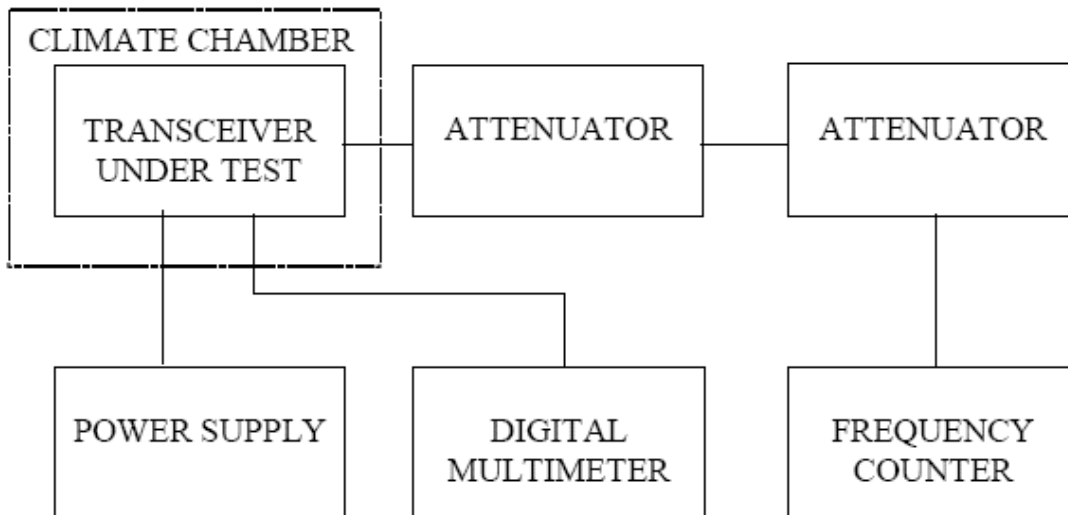 CLIMATE CHAMBER
TRANSCEIVER
UNDER TEST
ATTENUATOR
ATTENUATOR
POWER SUPPLY
DIGITAL
MULTIMETER
FREQUENCY
COUNTER